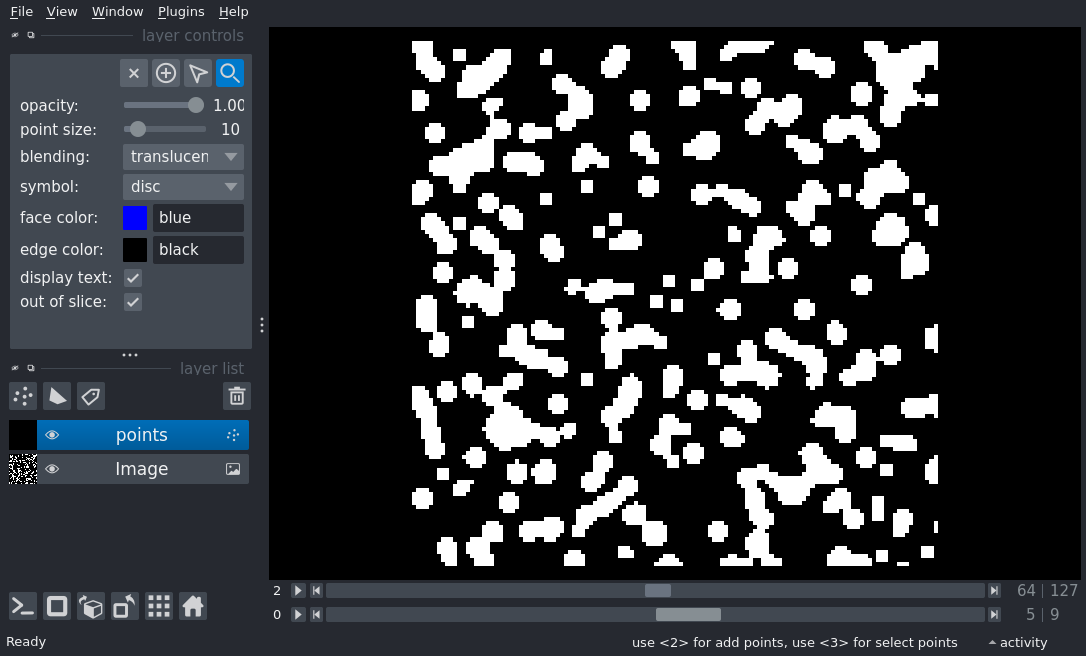 File View Window Plugins Help
layer controls
opacity: 1.00
point size: 10
blending: translucen
symbol: disc
face color: blue
edge color: black
display text:
out of slice:
layer list
points
Image
2 64 127
0 5 9
Ready use <2> for add points, use <3> for select points activity